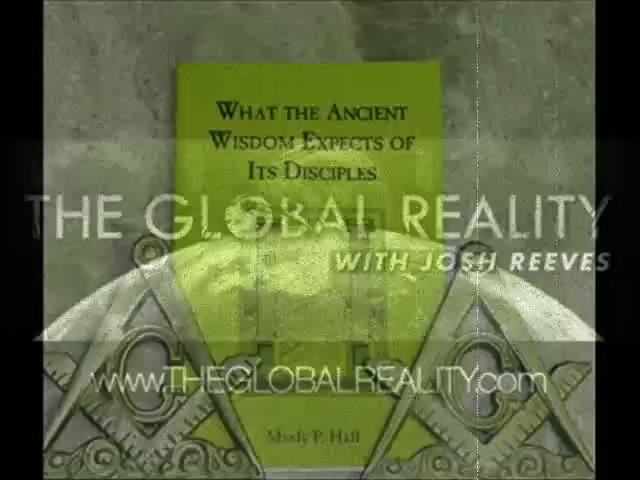 WHAT THE ANCIENT
WISDOM EXPECTS OF
ITS DISCIPLES
THE GLOBAL REALITY
WITH JOSH REEVES
www.THEGLOBALREALITY.com
Manly P. Hall
G G